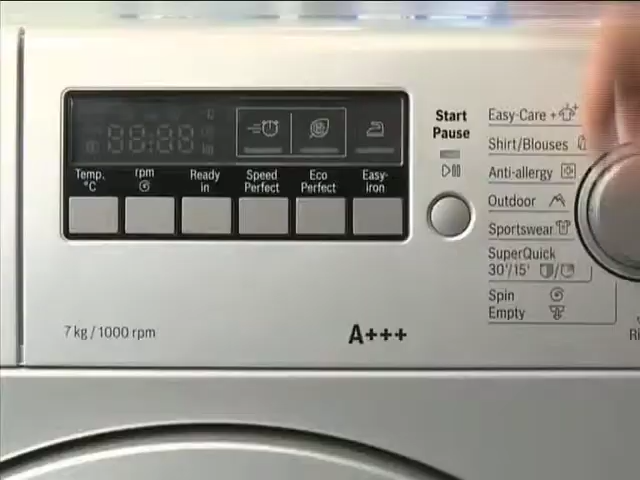 Temp.
°C
rpm
Ready
in
Speed
Perfect
Eco
Perfect
Easy-
Iron
Start
Pause
Easy-Care +
Shirt/Blouses
Anti-allergy
Outdoor
Sportswear
SuperQuick
30'/15'
Spin
Empty
7 kg / 1000 rpm
A+++